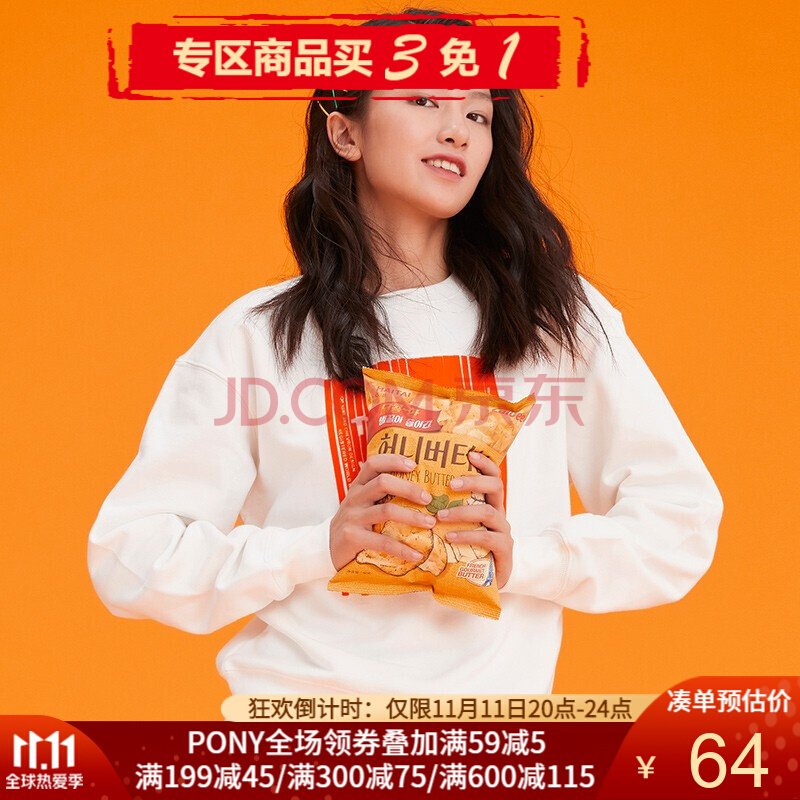 专区商品买3免1
HAITAI
허니버터
HONEY BUTTER
FRENCH
GOURMET
BUTTER
JD.COM 京东
狂欢倒计时：仅限11月11日20点-24点
凑单预估价
11.11
全球热爱季
PONY全场领券叠加满59减5
满199减45/满300减75/满600减115
¥ 64